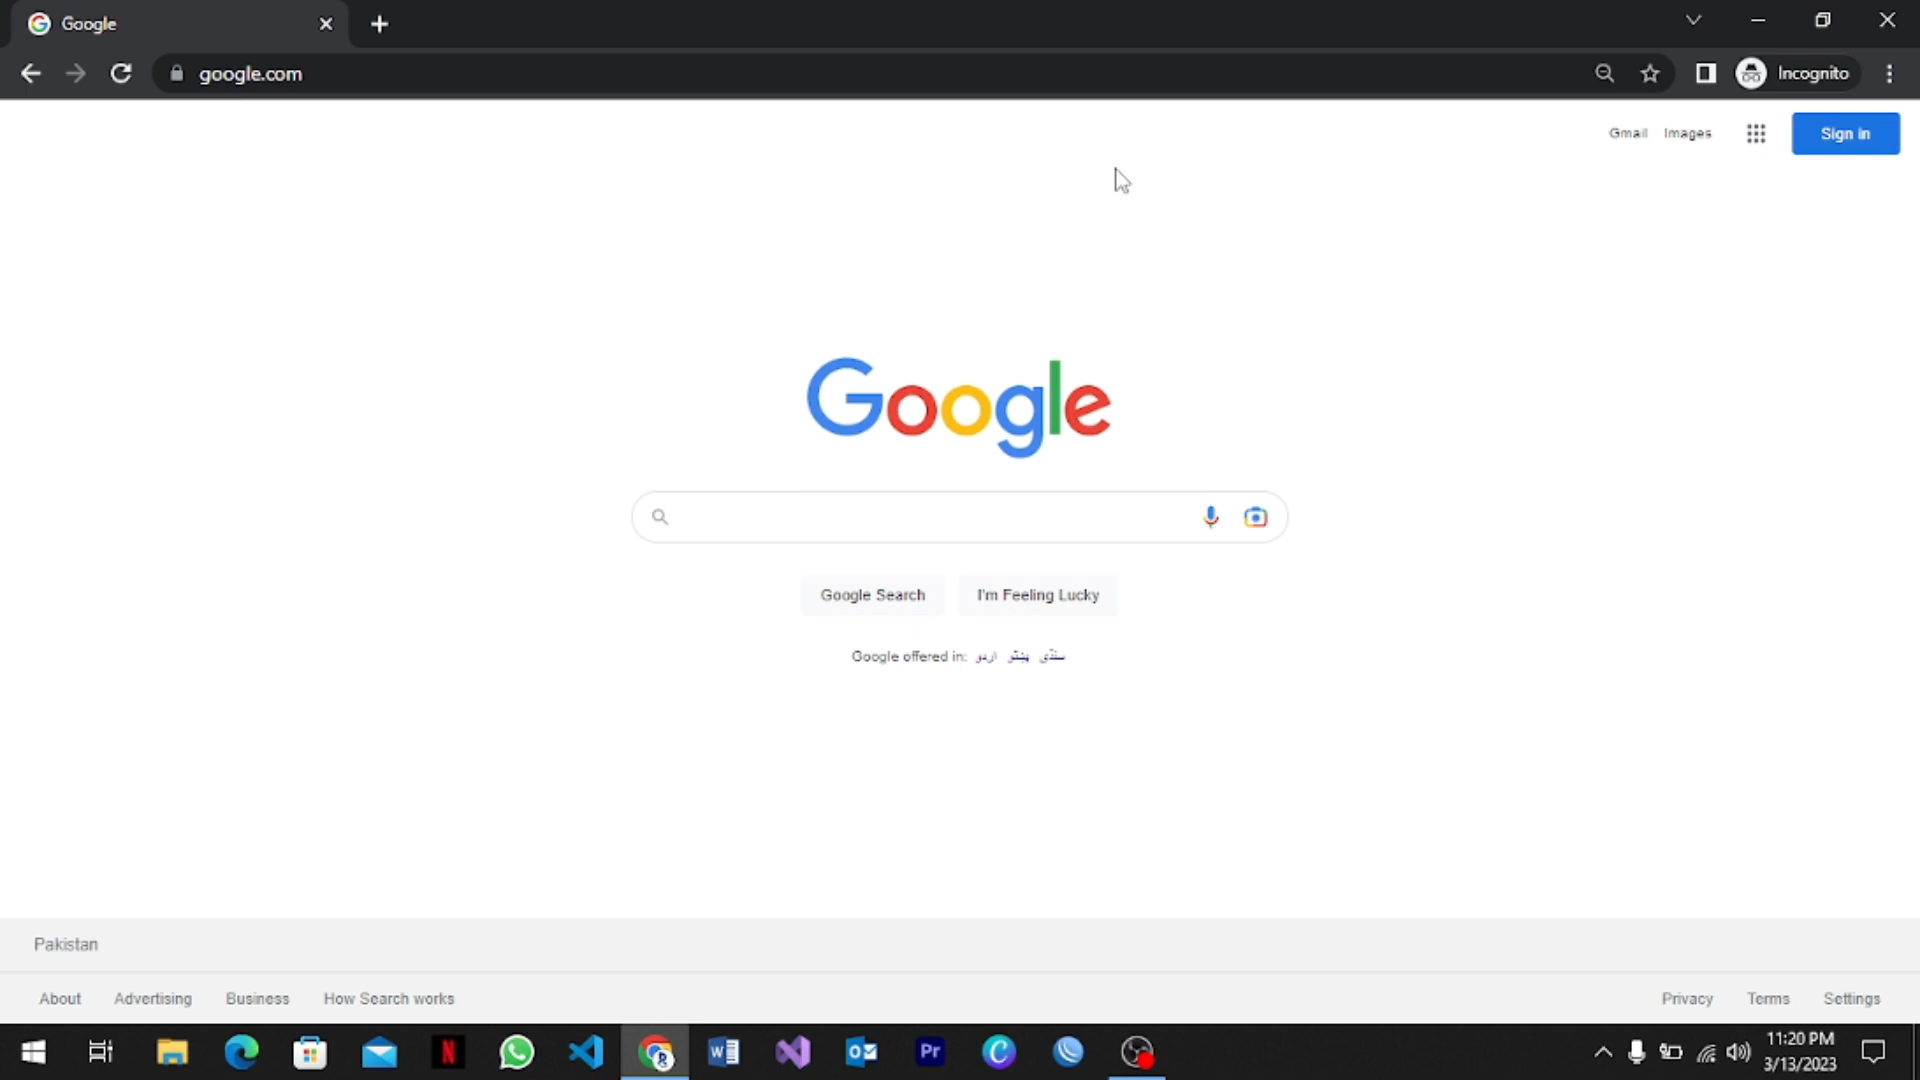 Google
google.com
Incognito
Gmail Images Sign in
Google
Google Search I'm Feeling Lucky
Google offered in: اردو پښتو سنڌي
Pakistan
About Advertising Business How Search works Privacy Terms Settings
11:20 PM
3/13/2023